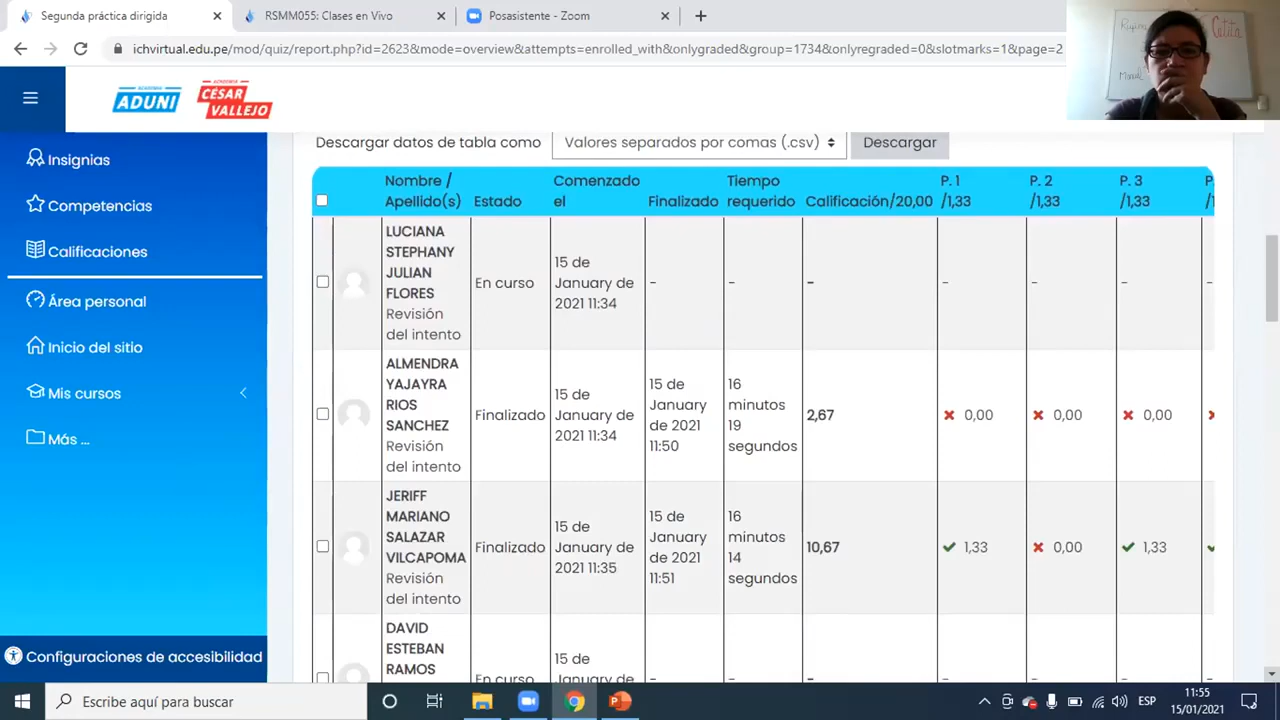 Segunda práctica dirigida
RSMM055: Clases en Vivo
Posasistente - Zoom
ichvirtual.edu.pe/mod/quiz/report.php?id=2623&mode=overview&attempts=enrolled_with&onlygraded&group=1734&onlyregraded=0&slotmarks=1&page=2
ACADEMIA
ADUNI
ACADEMIA
CÉSAR
VALLEJO
Insignias
Competencias
Calificaciones
Área personal
Inicio del sitio
Mis cursos
Más ...
Configuraciones de accesibilidad
Descargar datos de tabla como
Valores separados por comas (.csv)
Descargar
Nombre /
Apellido(s)
Estado
Comenzado
el
Finalizado
Tiempo
requerido
Calificación/20,00
P. 1
/1,33
P. 2
/1,33
P. 3
/1,33
LUCIANA
STEPHANY
JULIAN
FLORES
Revisión
del intento
En curso
15 de
January de
2021 11:34
-
-
-
-
-
-
-
ALMENDRA
YAJAYRA
RIOS
SANCHEZ
Revisión
del intento
Finalizado
15 de
January de
2021 11:34
15 de
January
de 2021
11:50
16
minutos
19
segundos
2,67
0,00
0,00
0,00
JERIFF
MARIANO
SALAZAR
VILCAPOMA
Revisión
del intento
Finalizado
15 de
January de
2021 11:35
15 de
January
de 2021
11:51
16
minutos
14
segundos
10,67
1,33
0,00
1,33
DAVID
ESTEBAN
RAMOS
En curso
15 de
January de
-
-
-
-
-
-
-
Escribe aquí para buscar
ESP
11:55
15/01/2021